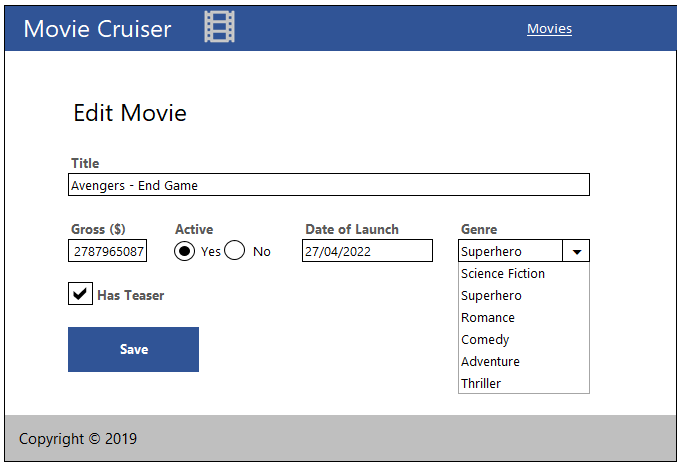 Movie Cruiser Movies
Edit Movie
Title
Avengers - End Game
Gross ($) Active Date of Launch Genre
2787965087 Yes No 27/04/2022 Superhero
Science Fiction
Has Teaser Superhero
Romance
Save Comedy
Adventure
Thriller
Copyright © 2019